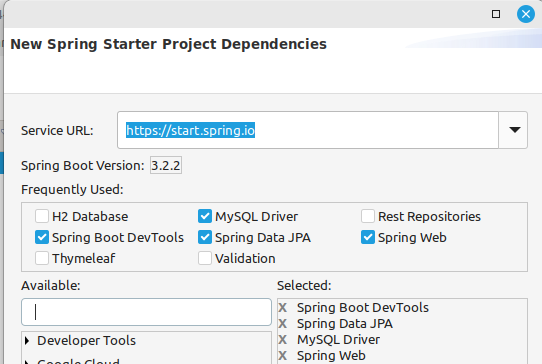 New Spring Starter Project Dependencies
Service URL: https://start.spring.io
Spring Boot Version: 3.2.2
Frequently Used:
H2 Database MySQL Driver Rest Repositories
Spring Boot DevTools Spring Data JPA Spring Web
Thymeleaf Validation
Available: Selected:
X Spring Boot DevTools
X Spring Data JPA
Developer Tools X MySQL Driver
Google Cloud X Spring Web